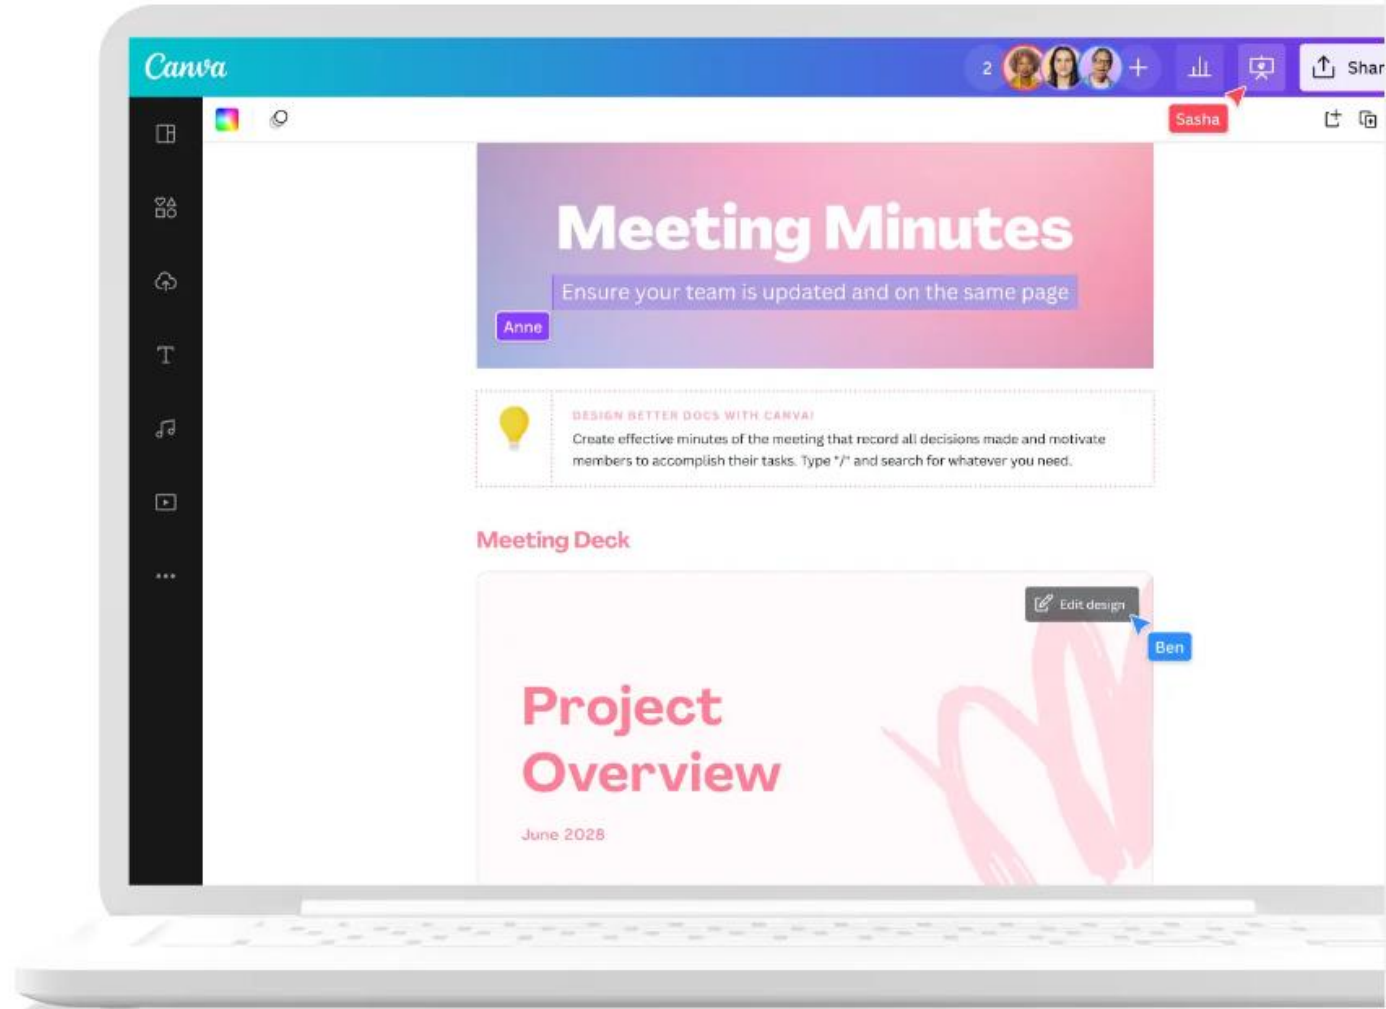 Canva
2
Shar
Sasha
Meeting Minutes
Ensure your team is updated and on the same page
Anne
DESIGN BETTER DOCS WITH CANVA!
Create effective minutes of the meeting that record all decisions made and motivate
members to accomplish their tasks. Type "/" and search for whatever you need.
Meeting Deck
Edit design
Ben
Project
Overview
June 2028